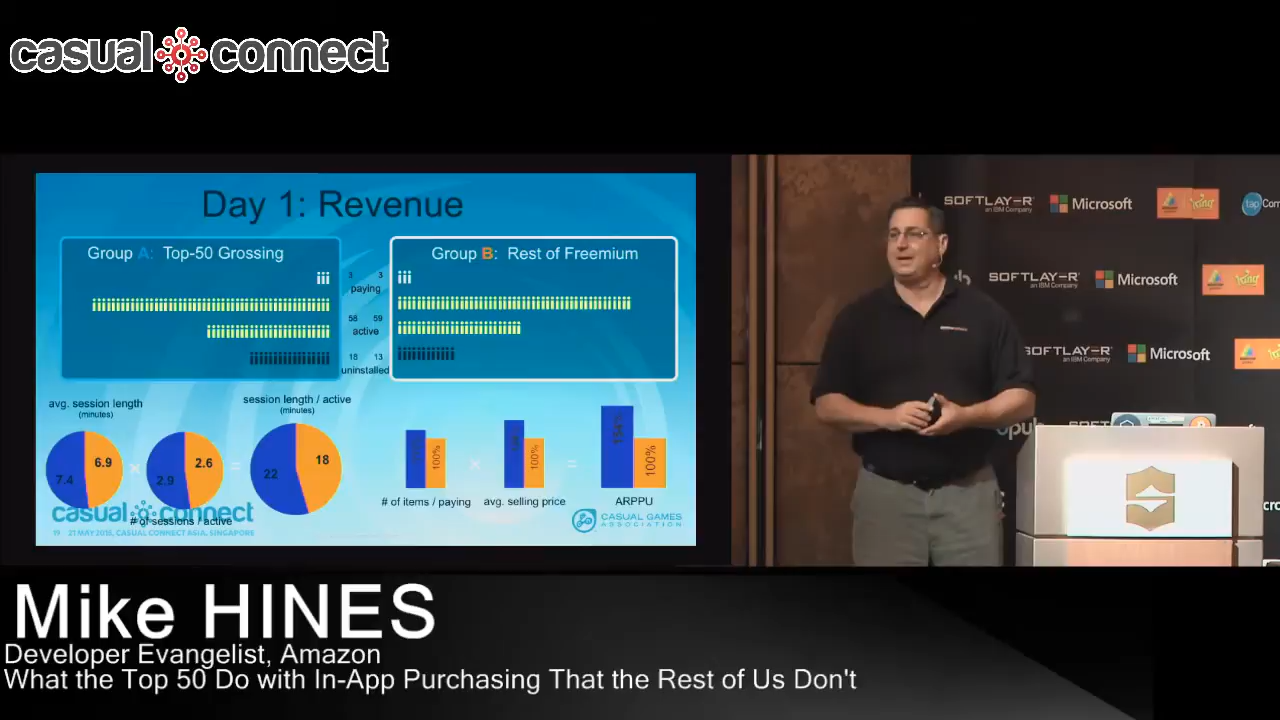 casual connect
Day 1: Revenue
Group A: Top-50 Grossing
Group B: Rest of Freemium
3 3
paying
58 59
active
18 13
uninstalled
avg. session length
(minutes)
session length / active
(minutes)
7.4
6.9
2.9
2.6
22
18
100%
100%
154%
100%
# of items / paying
avg. selling price
ARPPU
# of sessions / active
casual connect
19 21 MAY 2015, CASUAL CONNECT ASIA, SINGAPORE
CASUAL GAMES
ASSOCIATION
SOFTLAYER
an IBM Company
Microsoft
king
tap
SOFTLAYER
an IBM Company
Microsoft
king
SOFTLAYER
an IBM Company
Microsoft
Mike HINES
Developer Evangelist, Amazon
What the Top 50 Do with In-App Purchasing That the Rest of Us Don't